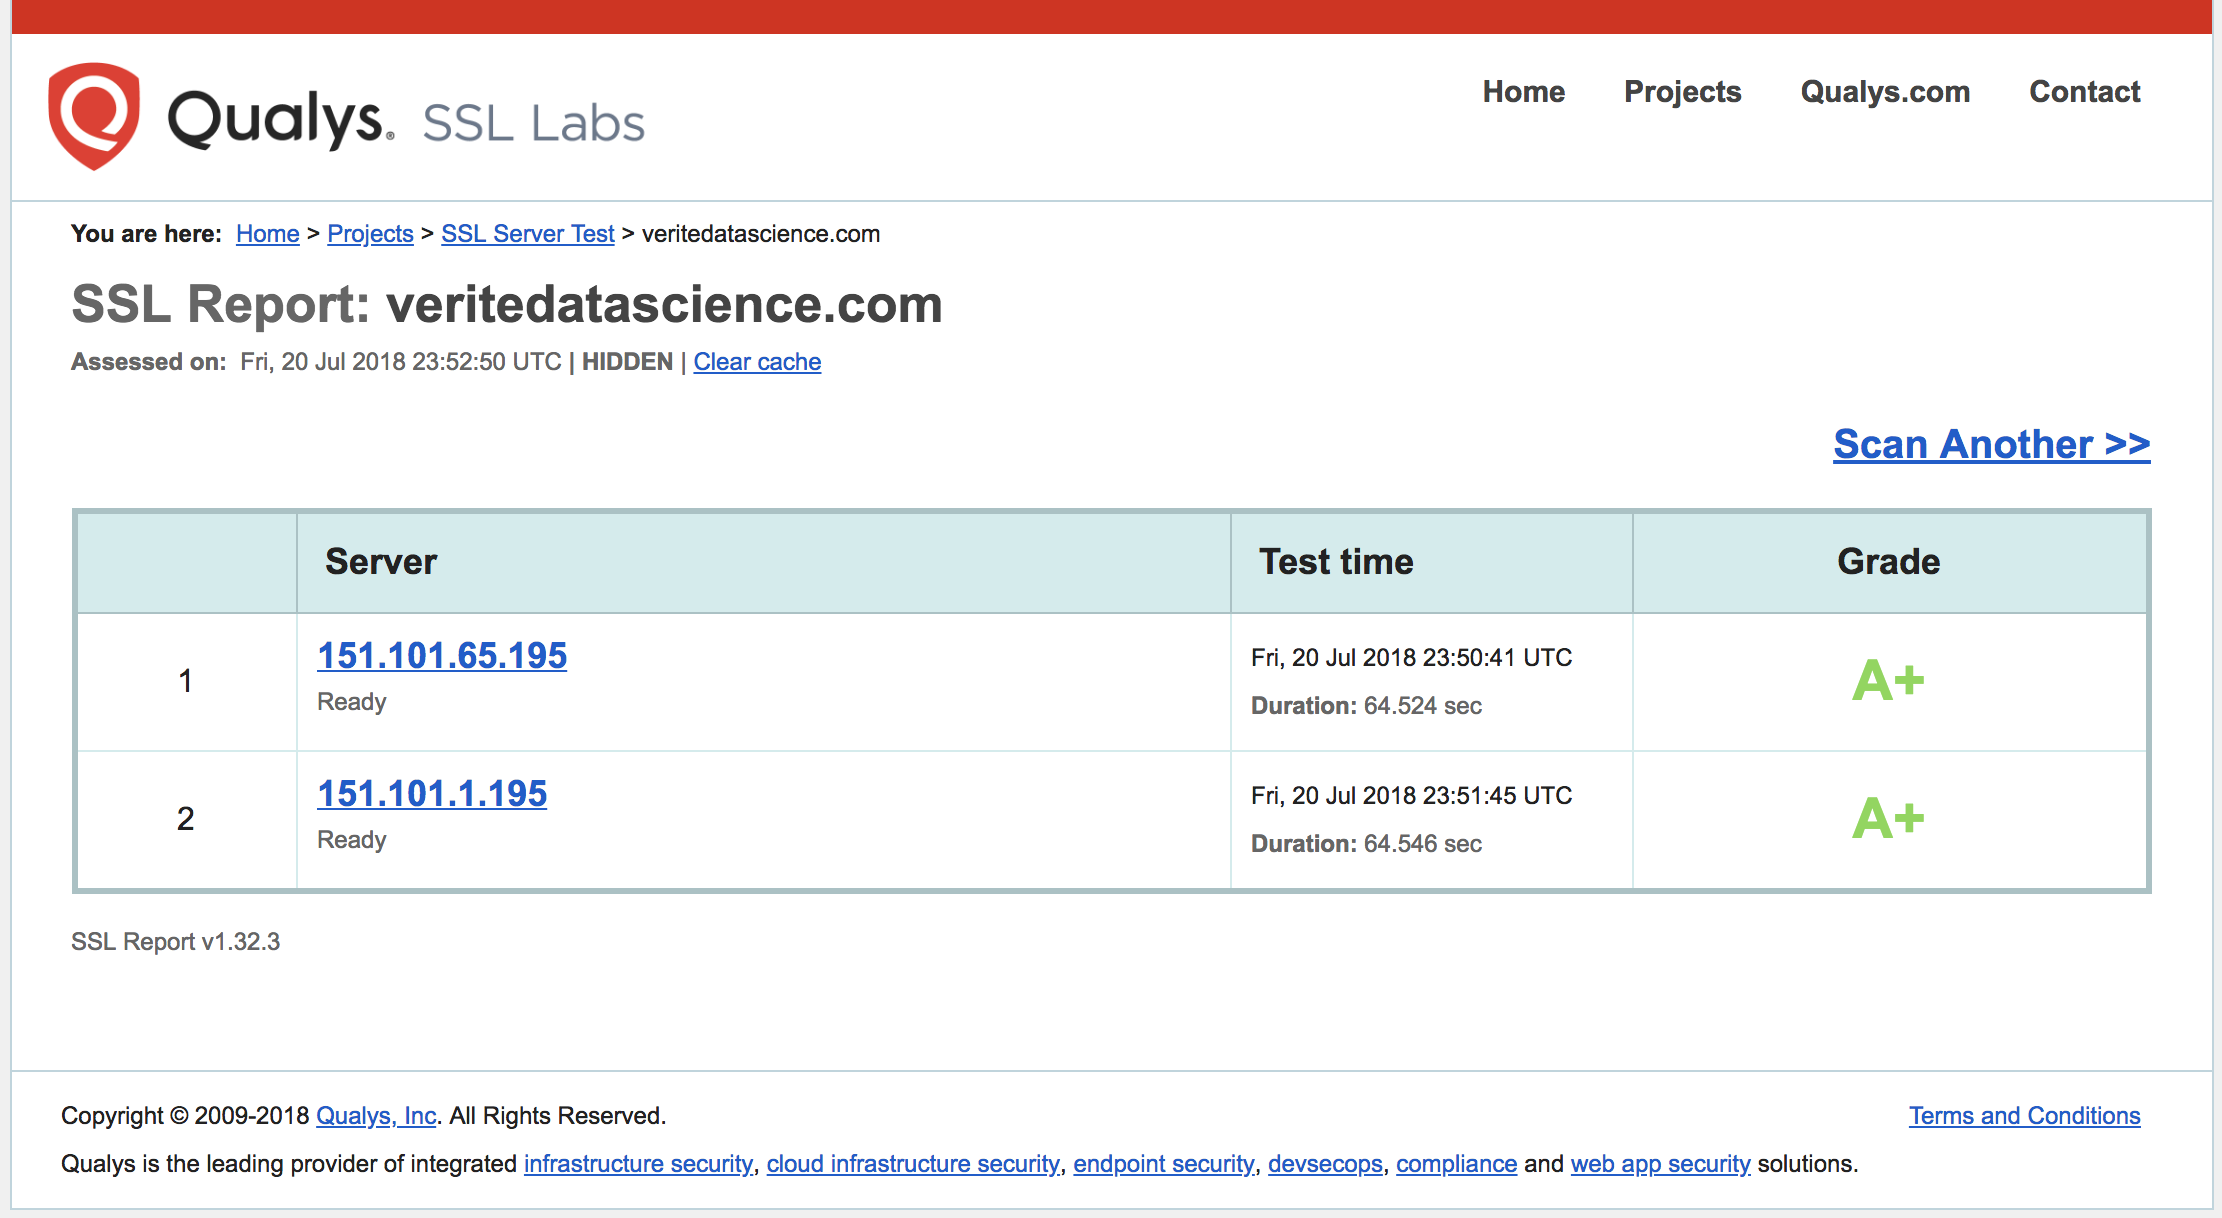 Qualys® SSL Labs
Home Projects Qualys.com Contact
You are here: Home > Projects > SSL Server Test > veritedatascience.com
SSL Report: veritedatascience.com
Assessed on: Fri, 20 Jul 2018 23:52:50 UTC | HIDDEN | Clear cache
Scan Another >>
Server Test time Grade
1
151.101.65.195
Ready
Fri, 20 Jul 2018 23:50:41 UTC
Duration: 64.524 sec
A+
2
151.101.1.195
Ready
Fri, 20 Jul 2018 23:51:45 UTC
Duration: 64.546 sec
A+
SSL Report v1.32.3
Copyright © 2009-2018 Qualys, Inc. All Rights Reserved.
Terms and Conditions
Qualys is the leading provider of integrated infrastructure security, cloud infrastructure security, endpoint security, devsecops, compliance and web app security solutions.